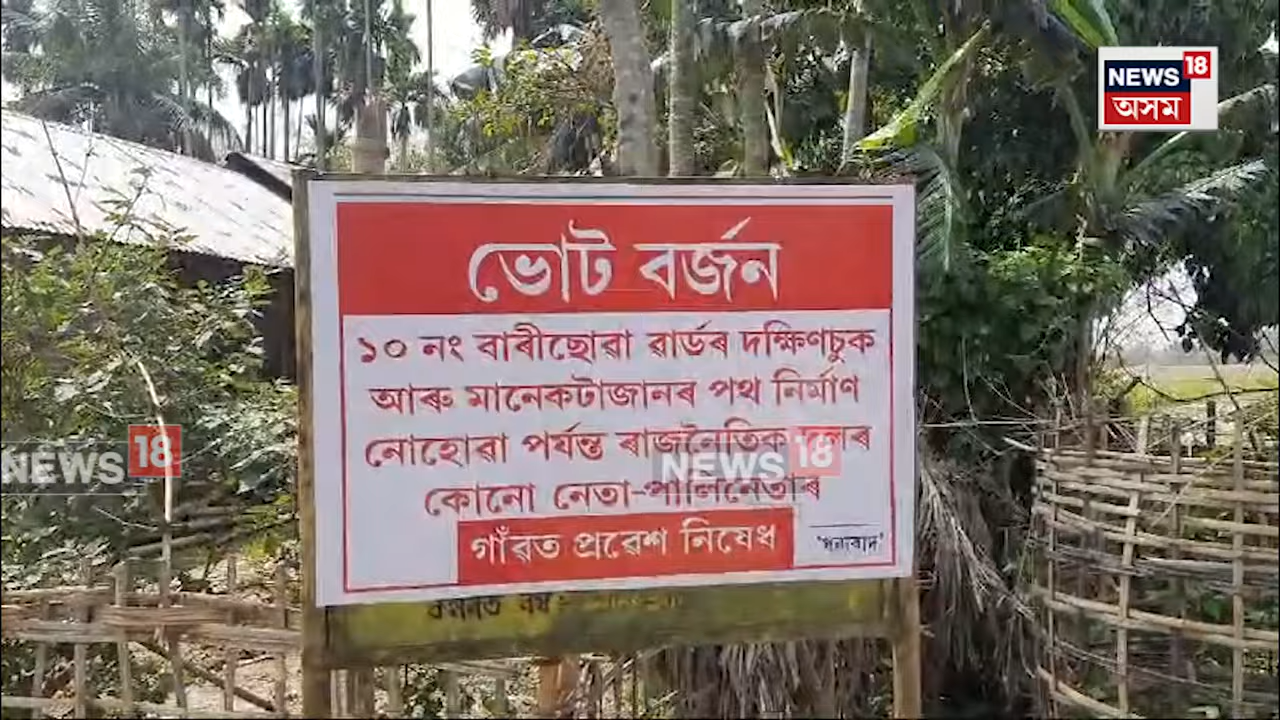 NEWS 18
অসম
ভোট বৰ্জন
১০ নং বাৰীছোৱা ৱাৰ্ডৰ দক্ষিণচুক
আৰু মানেকটাজানৰ পথ নিৰ্মাণ
নোহোৱা পৰ্যন্ত ৰাজনৈতিক
NEWS 18
NEWS 18
কোনো নেতা-পালিনেতাৰ
গাঁৱত প্ৰৱেশ নিষেধ
'ধন্যবাদ'